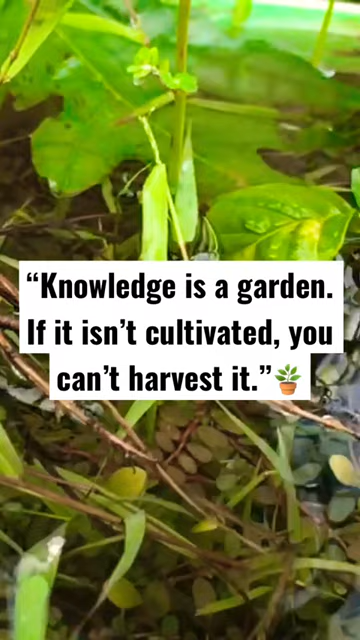 “Knowledge is a garden.
If it isn’t cultivated, you
can’t harvest it.”🪴